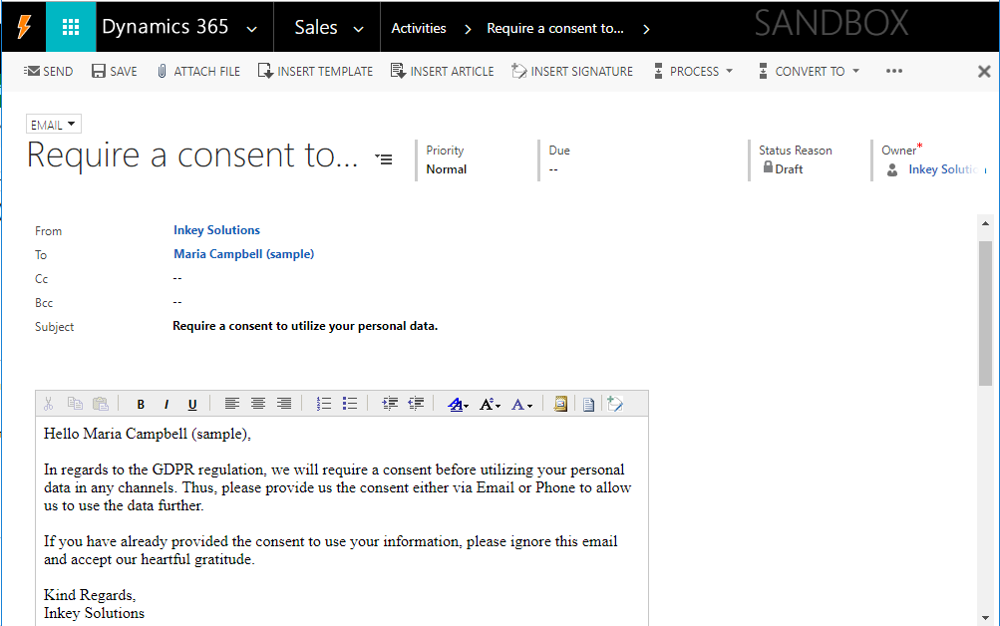 Dynamics 365 Sales Activities Require a consent to... SANDBOX
SEND SAVE ATTACH FILE INSERT TEMPLATE INSERT ARTICLE INSERT SIGNATURE PROCESS CONVERT TO ...
EMAIL
Require a consent to...
Priority Due Status Reason Owner*
Normal -- Draft Inkey
From Inkey Solutions
To Maria Campbell (sample)
Cc --
Bcc --
Subject Require a consent to utilize your personal data.
B I U A A A
Hello Maria Campbell (sample),
In regards to the GDPR regulation, we will require a consent before utilizing your personal
data in any channels. Thus, please provide us the consent either via Email or Phone to allow
us to use the data further.
If you have already provided the consent to use your information, please ignore this email
and accept our heartful gratitude.
Kind Regards,
Inkey Solutions